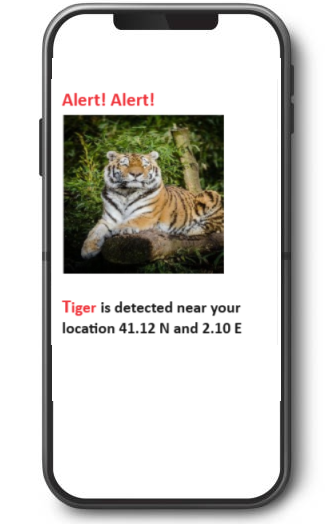 Alert! Alert!
Tiger is detected near your
location 41.12 N and 2.10 E